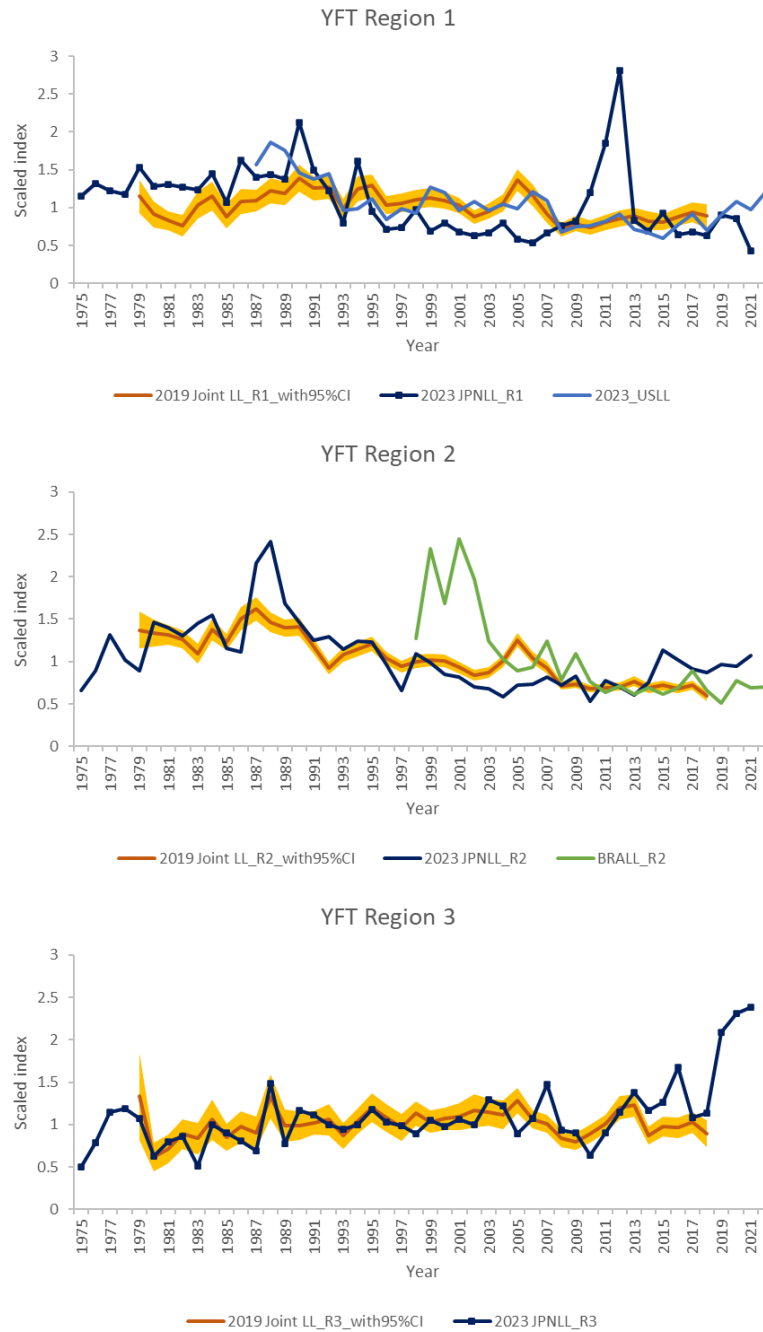 YFT Region 1
3
2.5
2
1.5
1
0.5
0
Scaled index
1975 1977 1979 1981 1983 1985 1987 1989 1991 1993 1995 1997 1999 2001 2003 2005 2007 2009 2011 2013 2015 2017 2019 2021
Year
2019 Joint LL_R1_with95%CI 2023 JPNLL_R1 2023_USLL
YFT Region 2
3
2.5
2
1.5
1
0.5
0
Scaled index
1975 1977 1979 1981 1983 1985 1987 1989 1991 1993 1995 1997 1999 2001 2003 2005 2007 2009 2011 2013 2015 2017 2019 2021
Year
2019 Joint LL_R2_with95%CI 2023 JPNLL_R2 BRALL_R2
YFT Region 3
3
2.5
2
1.5
1
0.5
0
Scaled index
1975 1977 1979 1981 1983 1985 1987 1989 1991 1993 1995 1997 1999 2001 2003 2005 2007 2009 2011 2013 2015 2017 2019 2021
Year
2019 Joint LL_R3_with95%CI 2023 JPNLL_R3